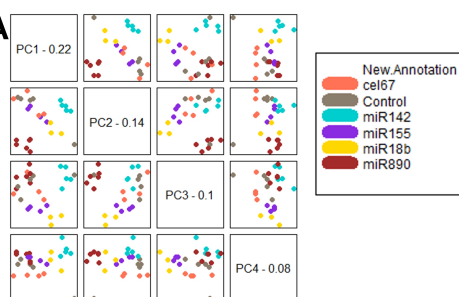 A
PC1 - 0.22
PC2 - 0.14
PC3 - 0.1
PC4 - 0.08
New.Annotation
cel67
Control
miR142
miR155
miR18b
miR890